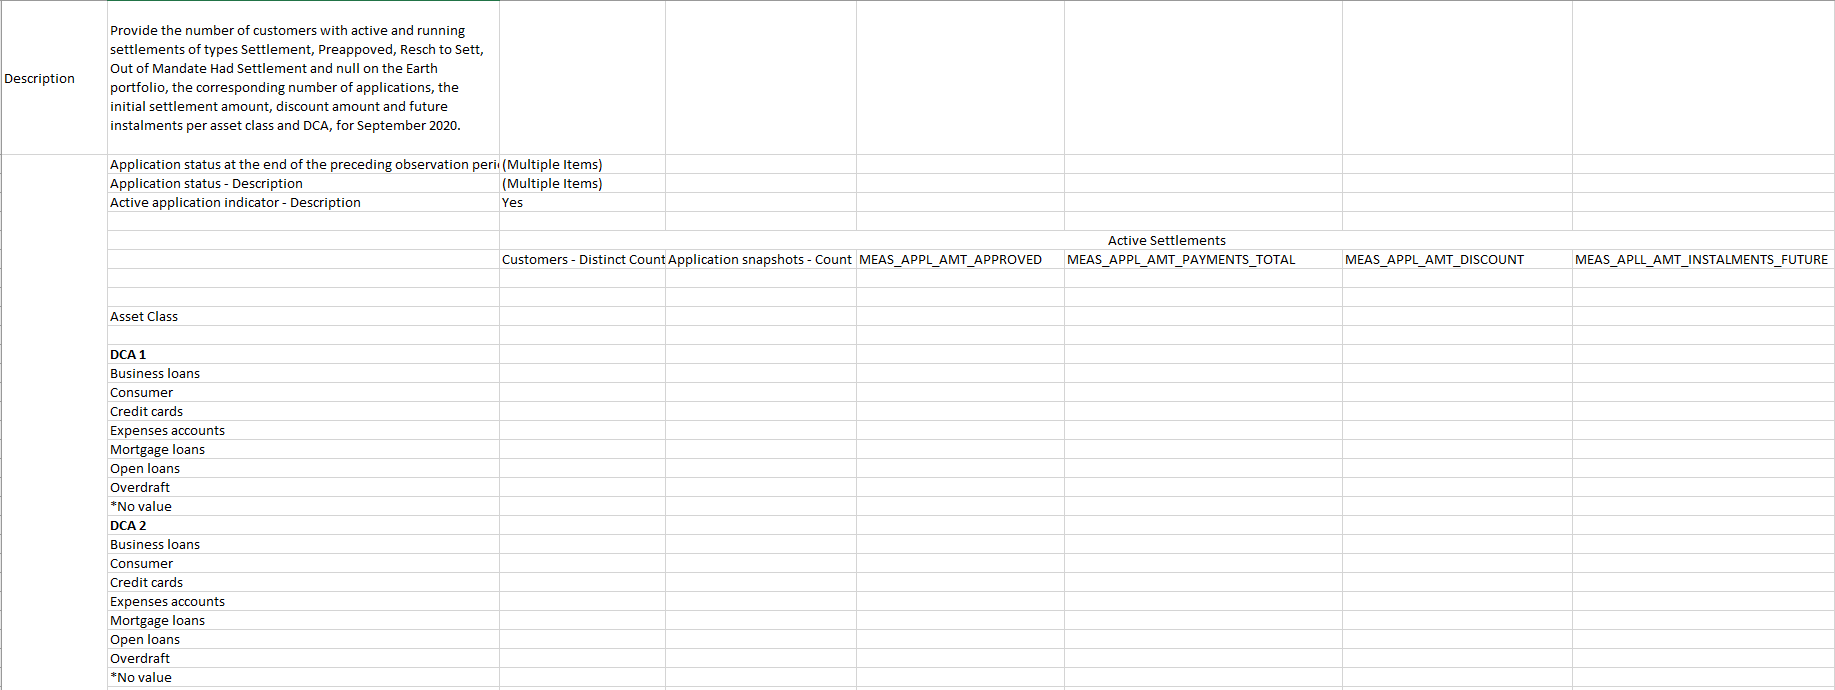 Description
Provide the number of customers with active and running
settlements of types Settlement, Preappoved, Resch to Sett,
Out of Mandate Had Settlement and null on the Earth
portfolio, the corresponding number of applications, the
initial settlement amount, discount amount and future
instalments per asset class and DCA, for September 2020.
Application status at the end of the preceding observation peri (Multiple Items)
Application status - Description (Multiple Items)
Active application indicator - Description Yes
Active Settlements
Customers - Distinct Count Application snapshots - Count MEAS_APPL_AMT_APPROVED MEAS_APPL_AMT_PAYMENTS_TOTAL MEAS_APPL_AMT_DISCOUNT MEAS_APLL_AMT_INSTALMENTS_FUTURE
Asset Class
DCA 1
Business loans
Consumer
Credit cards
Expenses accounts
Mortgage loans
Open loans
Overdraft
*No value
DCA 2
Business loans
Consumer
Credit cards
Expenses accounts
Mortgage loans
Open loans
Overdraft
*No value